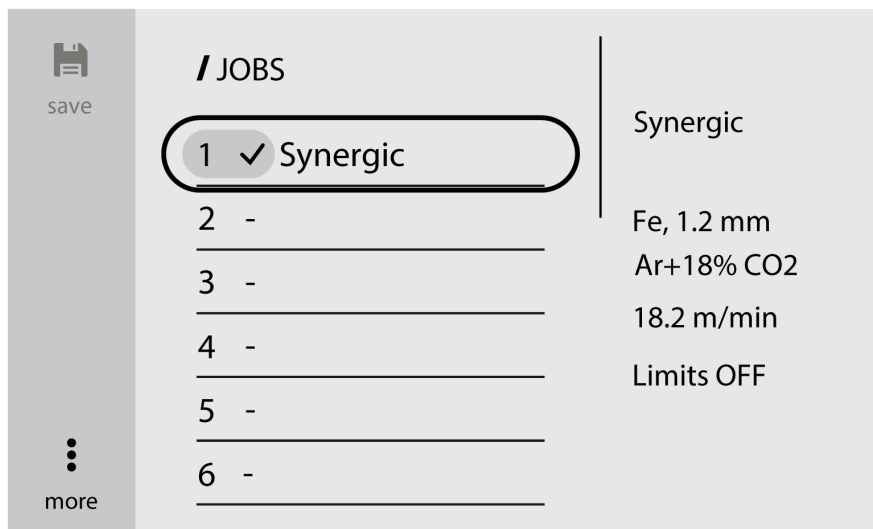 save
/ JOBS
1 ✓ Synergic
2 -
3 -
4 -
5 -
6 -
more
Synergic
Fe, 1.2 mm
Ar+18% CO2
18.2 m/min
Limits OFF